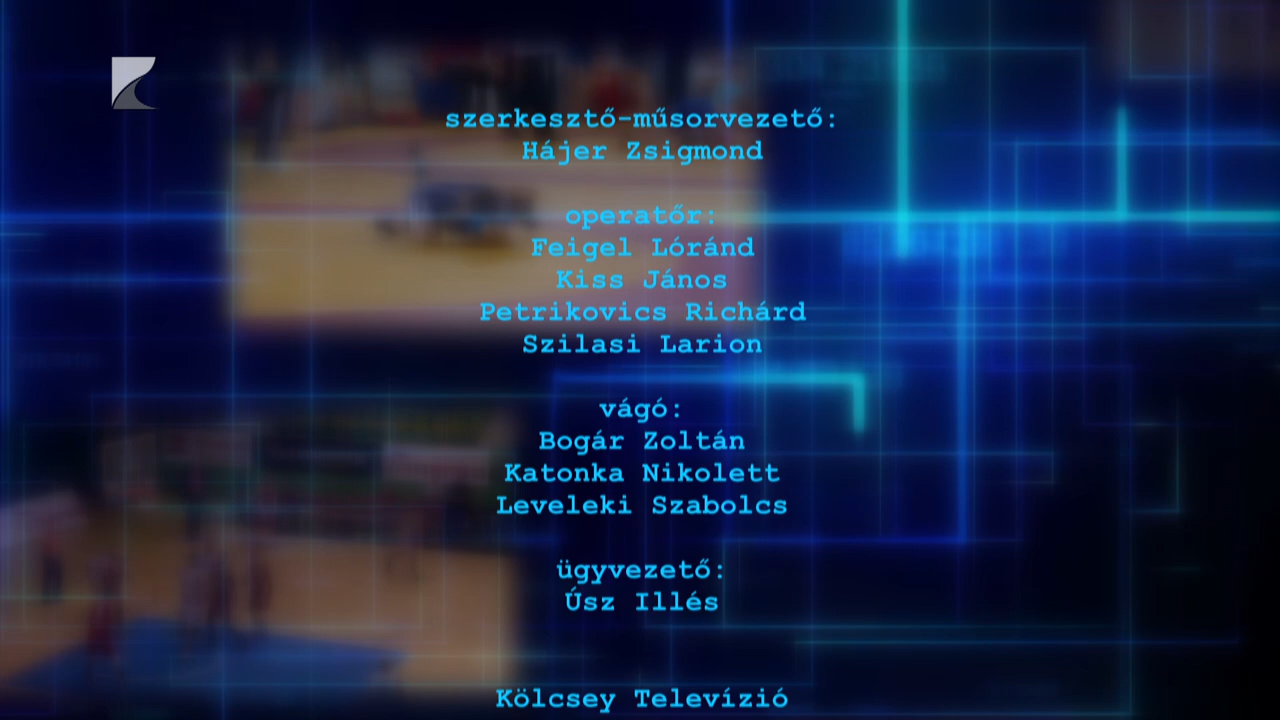 szerkesztő-műsorvezető:
Hájer Zsigmond
operatőr:
Feigel Lóránd
Kiss János
Petrikovics Richárd
Szilasi Larion
vágó:
Bogár Zoltán
Katonka Nikolett
Leveleki Szabolcs
ügyvezető:
Úsz Illés
Kölcsey Televízió